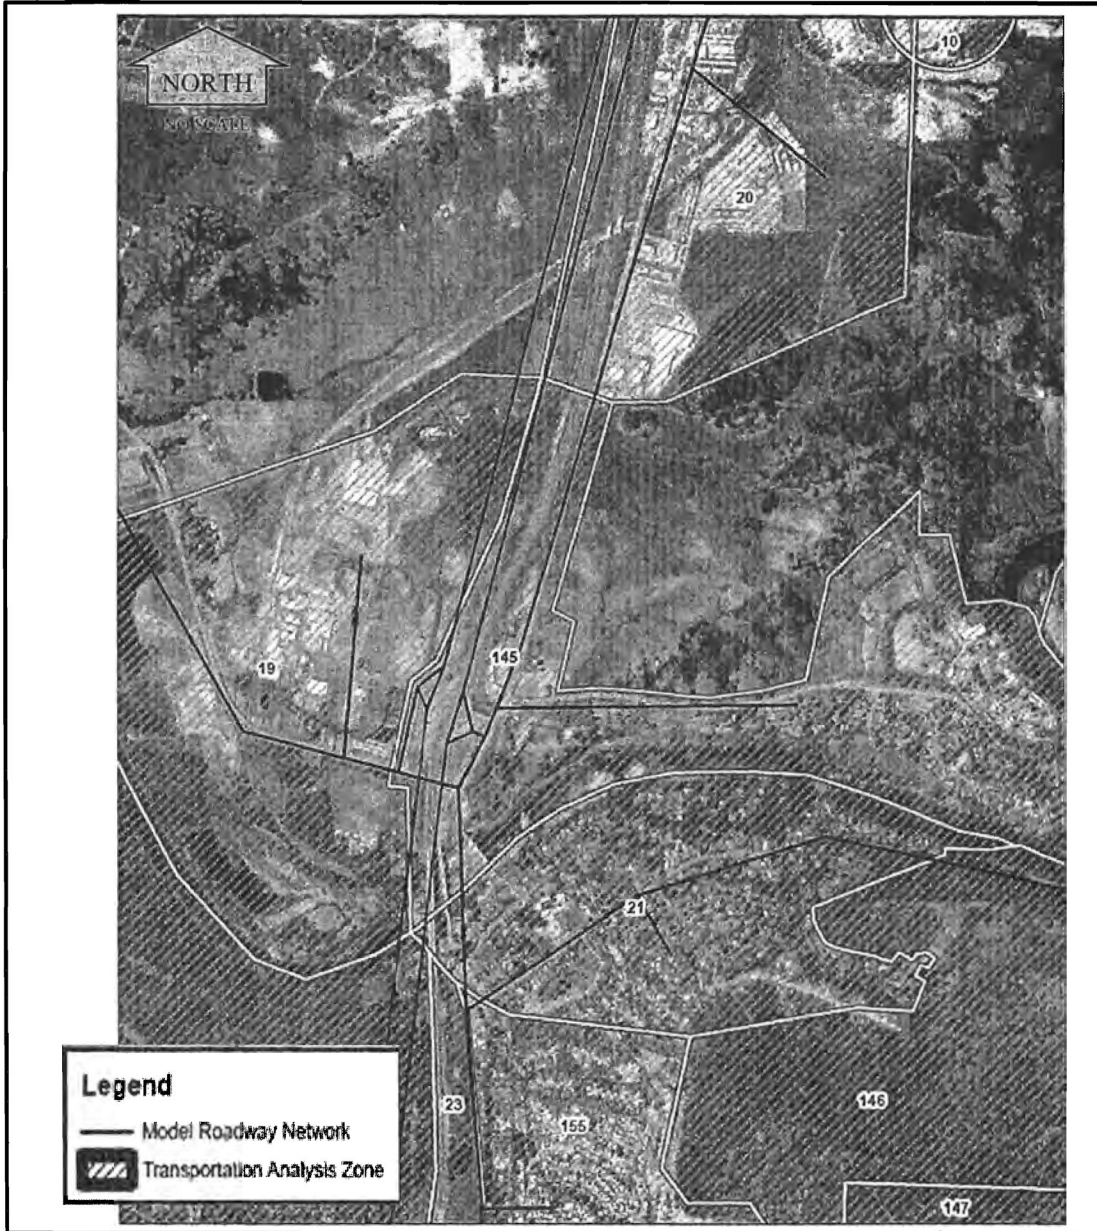 10
NORTH
NO SCALE
20
145
19
21
Legend
Model Roadway Network
Transportation Analysis Zone
23
155
146
147